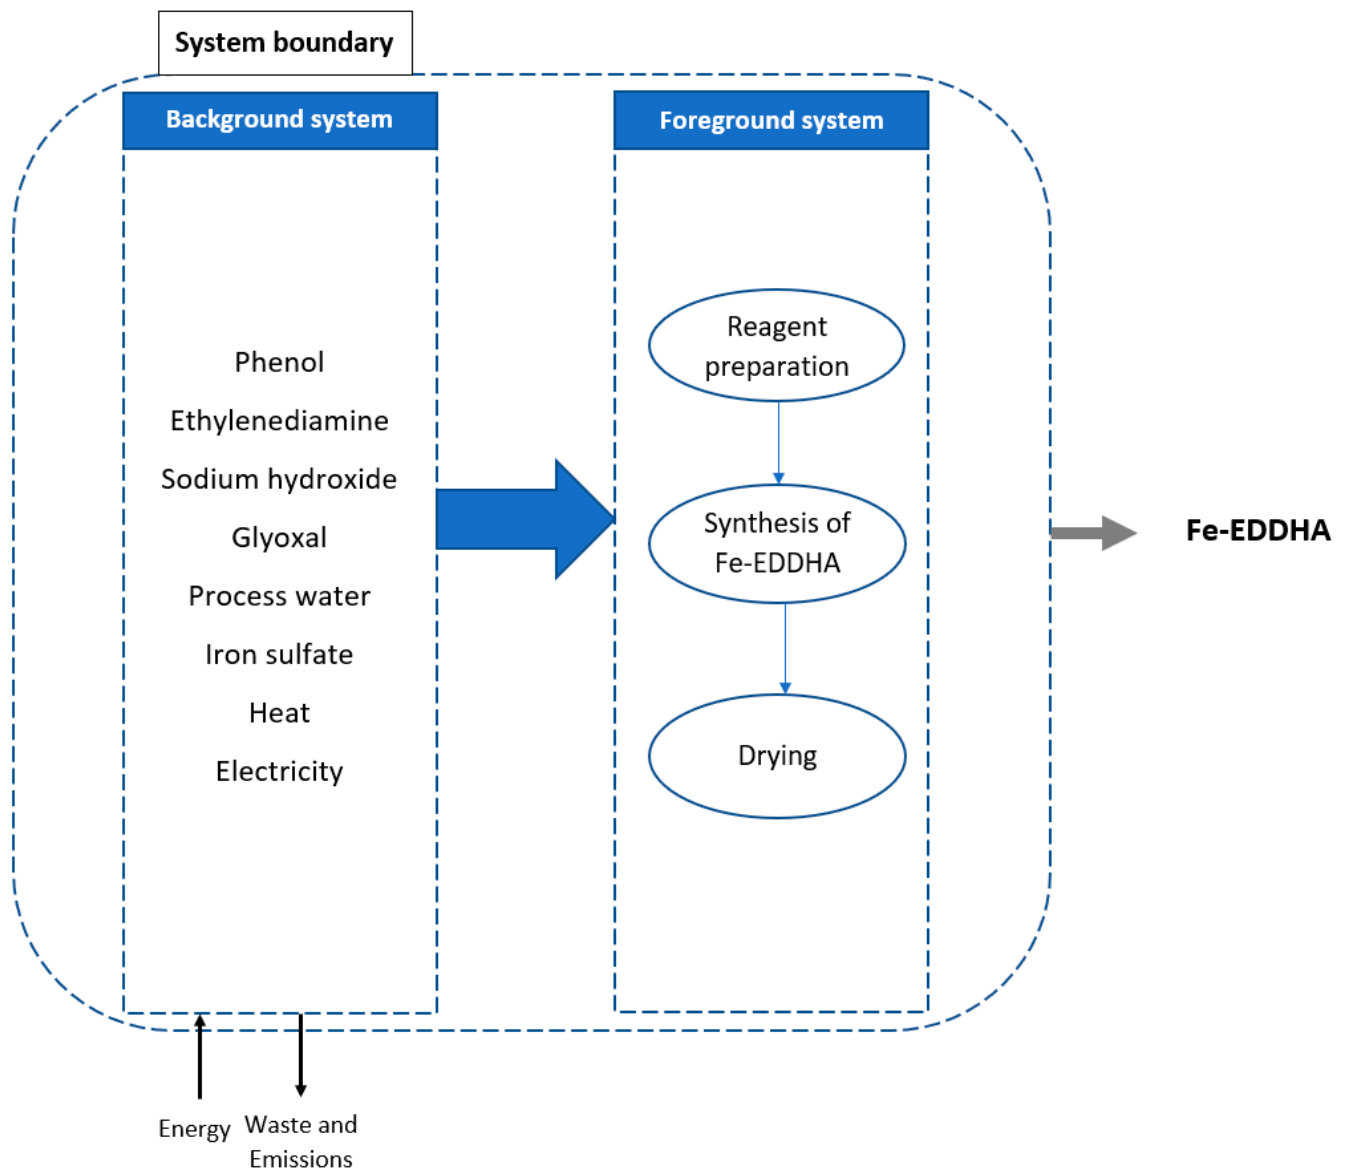 System boundary
Background system
Foreground system
Phenol
Ethylenediamine
Sodium hydroxide
Glyoxal
Process water
Iron sulfate
Heat
Electricity
Reagent
preparation
Synthesis of
Fe-EDDHA
Drying
Fe-EDDHA
Energy
Waste and
Emissions